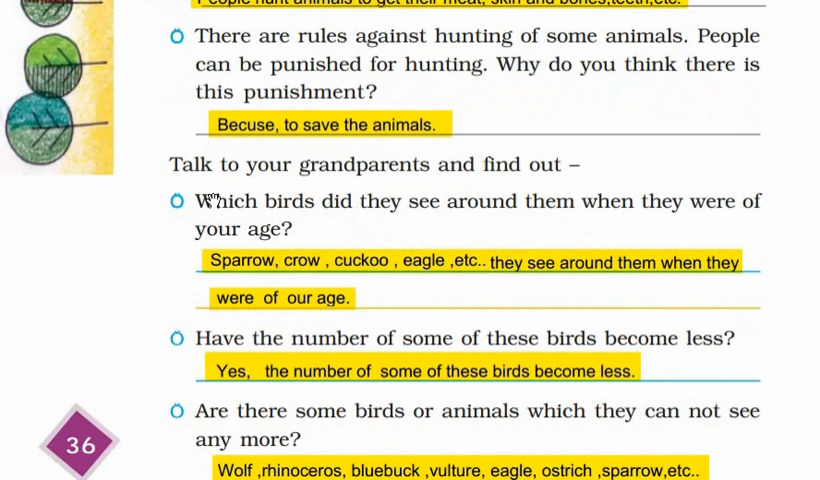 People hunt animals to get their meat, skin and bones,teeth,etc.
There are rules against hunting of some animals. People
can be punished for hunting. Why do you think there is
this punishment?
Becuse, to save the animals.
Talk to your grandparents and find out –
Which birds did they see around them when they were of
your age?
Sparrow, crow , cuckoo , eagle ,etc.. they see around them when they
were of our age.
Have the number of some of these birds become less?
Yes, the number of some of these birds become less.
Are there some birds or animals which they can not see
any more?
36
Wolf ,rhinoceros, bluebuck ,vulture, eagle, ostrich ,sparrow,etc..